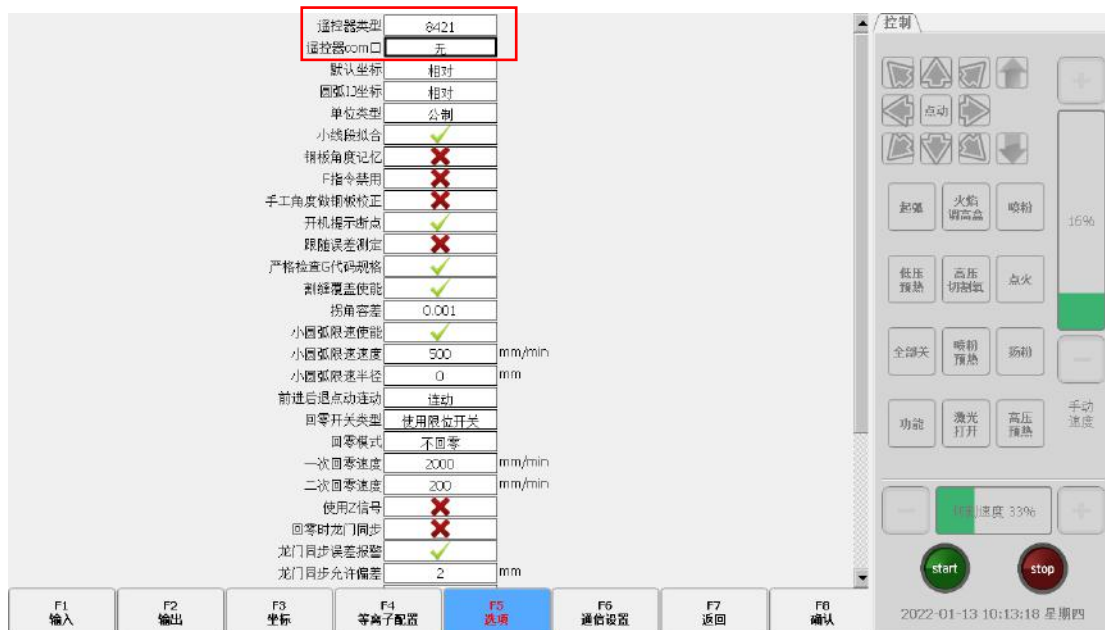 遥控器类型 8421
遥控器com口 无
默认坐标 相对
圆弧IJ坐标 相对
单位类型 公制
小线段拟合
钢板角度记忆
F指令禁用
手工角度做钢板校正
开机提示断点
跟随误差测定
严格检查G代码规格
割缝覆盖使能
拐角容差 0.001
小圆弧限速使能
小圆弧限速速度 500 mm/min
小圆弧限速半径 0 mm
前进后退点动连动 连动
回零开关类型 使用限位开关
回零模式 不回零
一次回零速度 2000 mm/min
二次回零速度 200 mm/min
使用Z信号
回零时龙门同步
龙门同步误差报警
龙门同步允许偏差 2 mm
控制
点动
起弧
火焰
调高盒
喷粉
16%
低压
预热
高压
切割氧
点火
全部关
喷粉
预热
手动
速度
功能
激光
打开
高压
预热
速度 33%
start
stop
2022-01-13 10:13:18 星期四
F1
输入
F2
输出
F3
坐标
F4
等离子配置
F5
选项
F6
通信设置
F7
返回
F8
确认